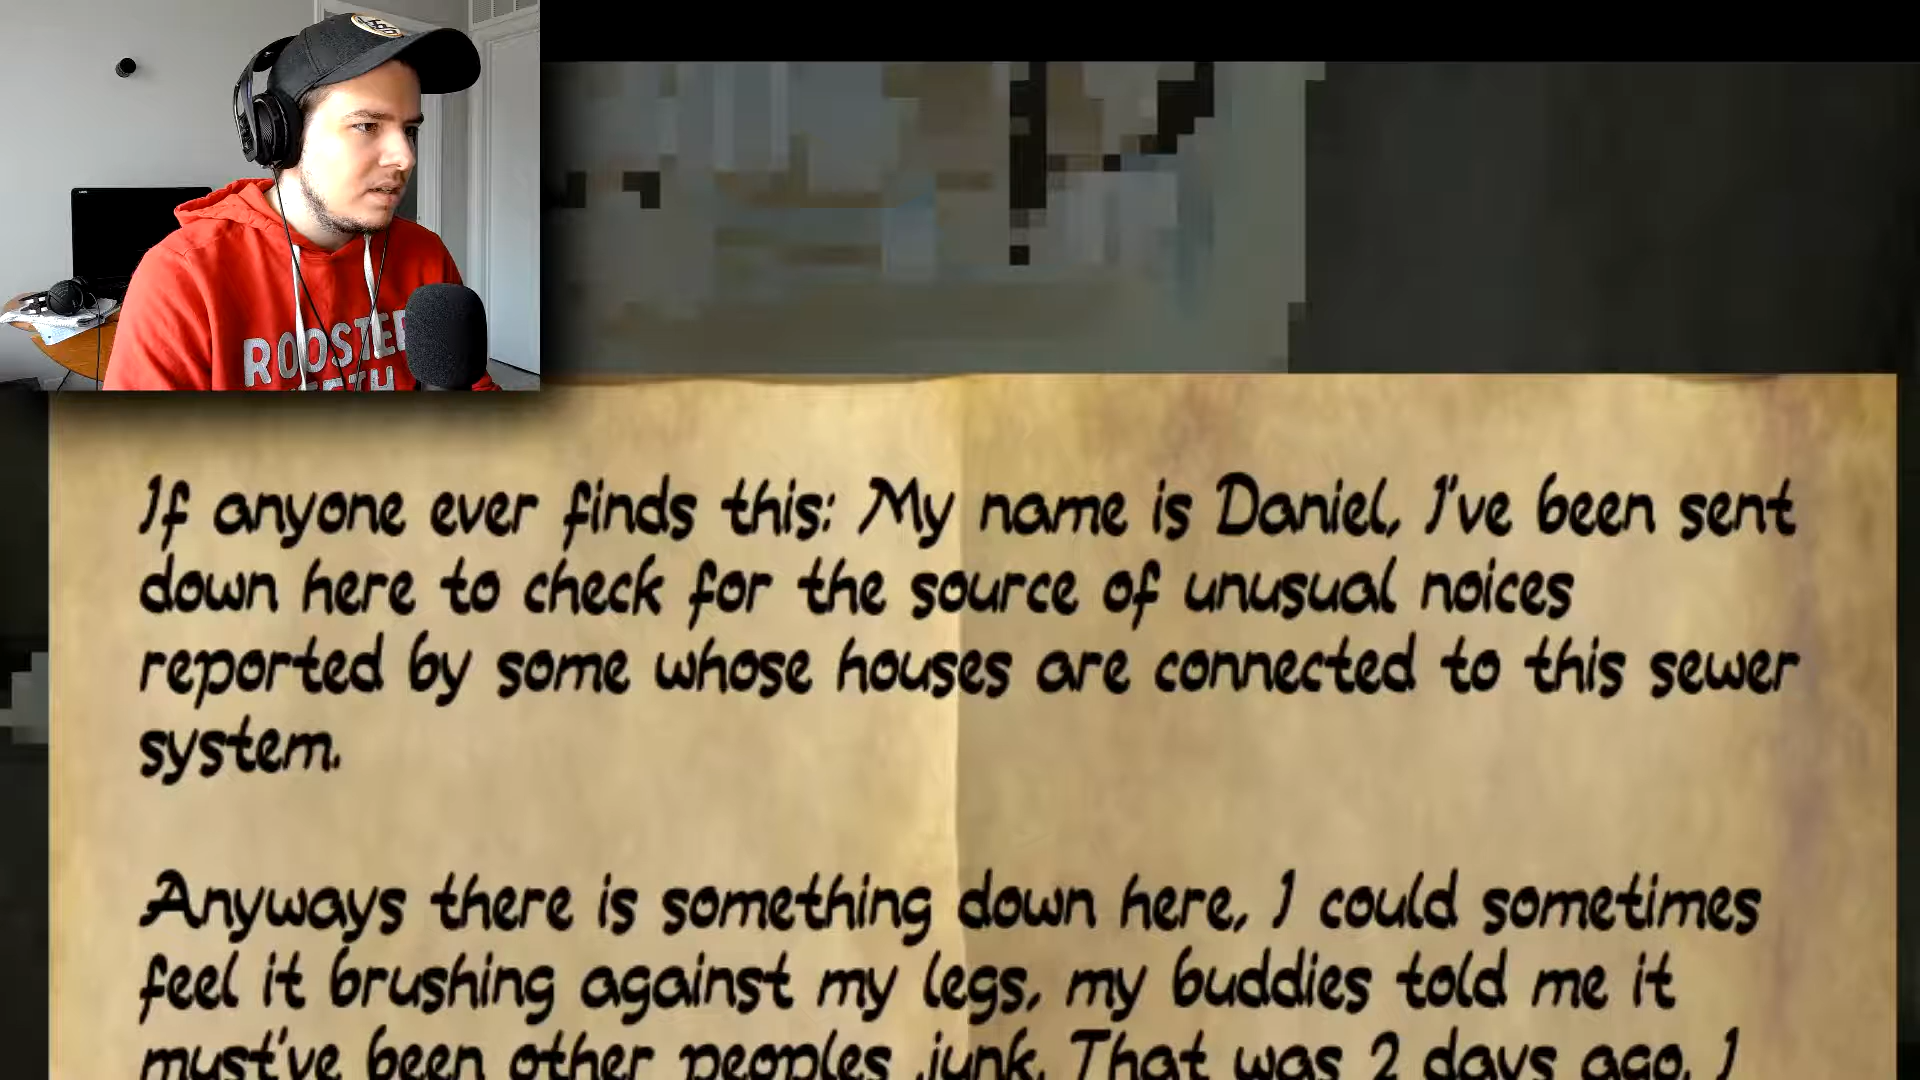 ROOSTER
TEETH
If anyone ever finds this: My name is Daniel, I've been sent
down here to check for the source of unusual noices
reported by some whose houses are connected to this sewer
system.
Anyways there is something down here, I could sometimes
feel it brushing against my legs, my buddies told me it
must've been other peoples junk. That was 2 days ago. I